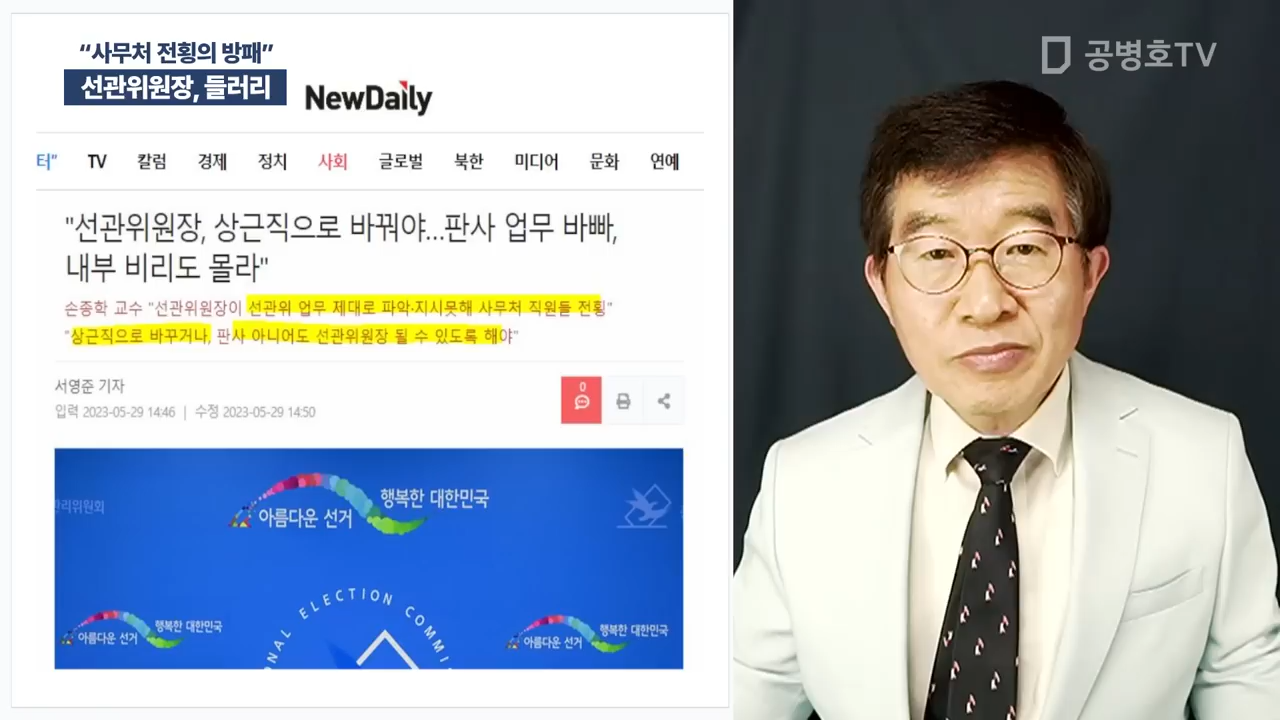 “사무처 전횡의 방패”
선관위원장, 들러리
NewDaily
공병호TV
터" TV 칼럼 경제 정치 사회 글로벌 북한 미디어 문화 연예
"선관위원장, 상근직으로 바꿔야...판사 업무 바빠,
내부 비리도 몰라"
손종학 교수 "선관위원장이 선관위 업무 제대로 파악·지시못해 사무처 직원들 전횡"
"상근직으로 바꾸거나, 판사 아니어도 선관위원장 될 수 있도록 해야"
서영준 기자
0
입력 2023-05-29 14:46 | 수정 2023-05-29 14:50
관리위원회
아름다운 선거
행복한 대한민국
NAL ELECTION COMMI
아름다운 선거
행복한 대한민국
아름다운 선거
행복한 대한민국